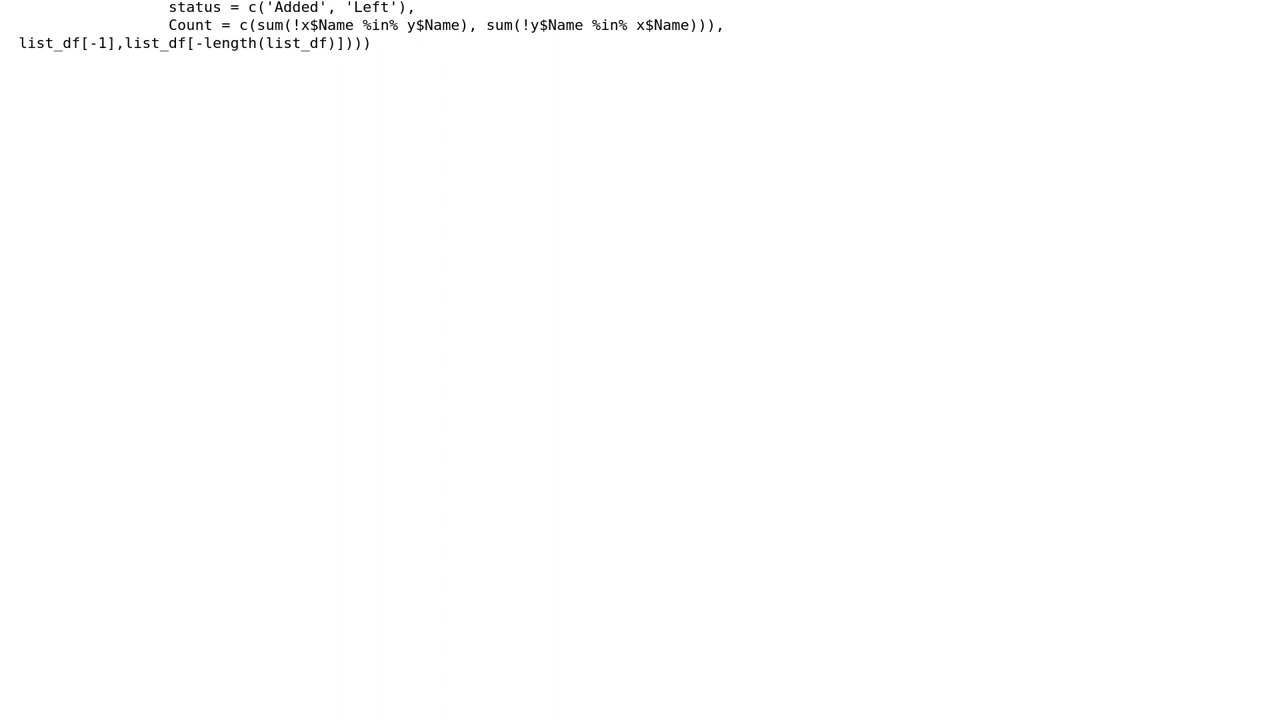 status = c('Added', 'Left'),
                 Count = c(sum(!x$Name %in% y$Name), sum(!y$Name %in% x$Name))),
list_df[-1],list_df[-length(list_df)])))